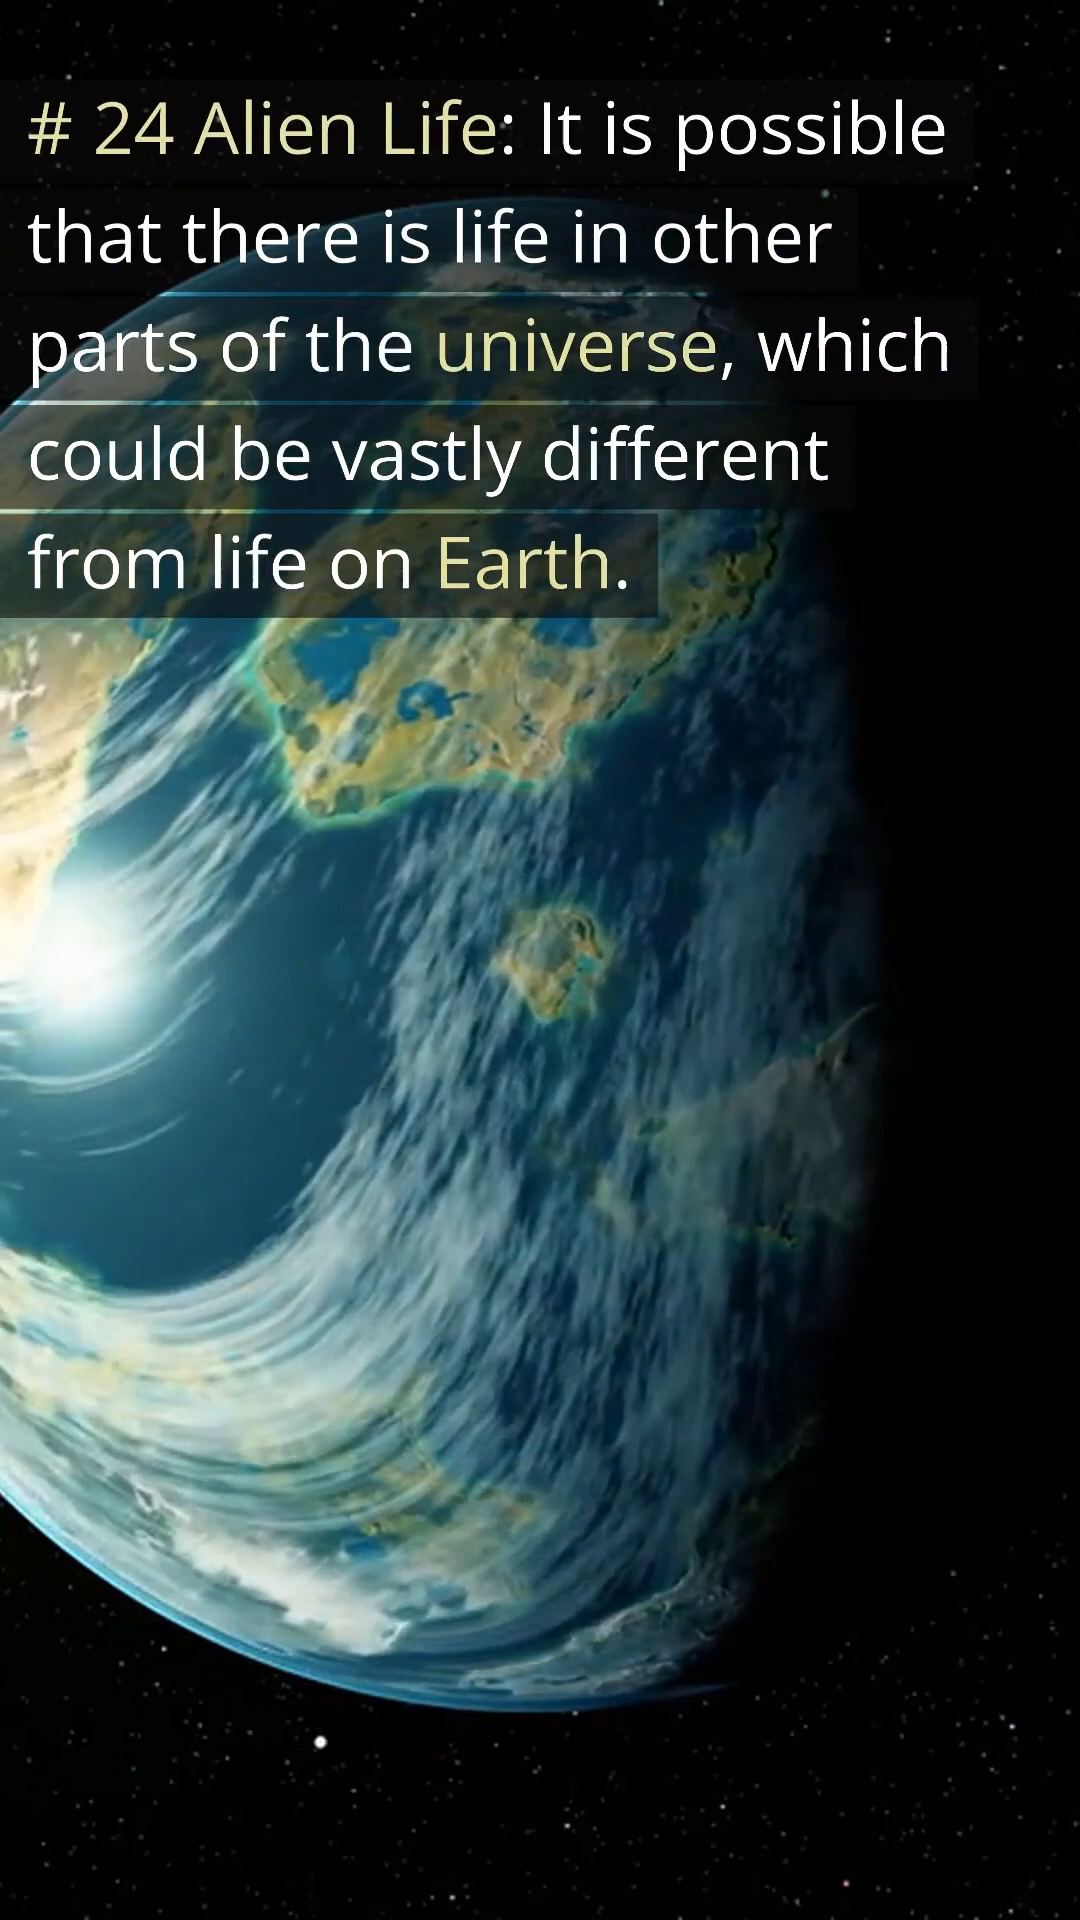 # 24 Alien Life: It is possible
that there is life in other
parts of the universe, which
could be vastly different
from life on Earth.